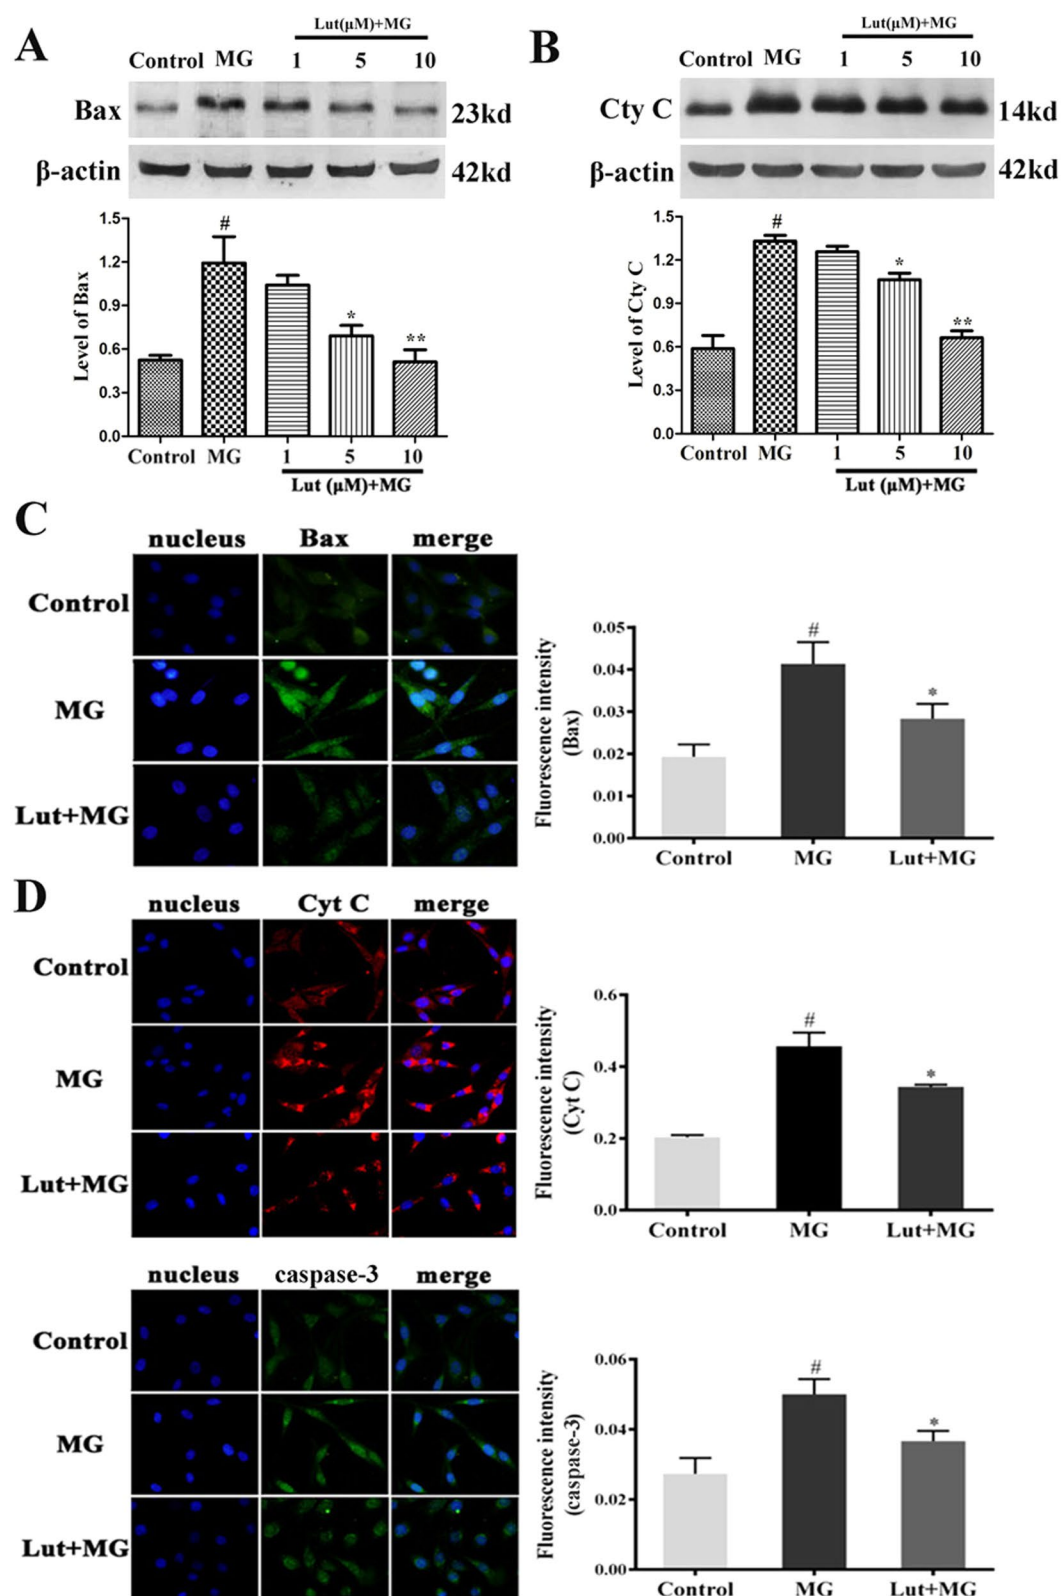 A
Lut(μM)+MG
Control MG 1 5 10
Bax 23kd
β-actin 42kd
1.5
1.2
0.9
0.6
0.3
0.0
Level of Bax
#
*
**
Control MG 1 5 10
Lut (μM)+MG
B
Lut(μM)+MG
Control MG 1 5 10
Cty C 14kd
β-actin 42kd
1.5
1.2
0.9
0.6
0.3
0.0
Level of Cty C
#
*
**
Control MG 1 5 10
Lut (μM)+MG
C
nucleus Bax merge
Control
MG
Lut+MG
Fluorescence intensity
(Bax)
0.05
0.04
0.03
0.02
0.01
0.00
#
*
Control MG Lut+MG
D
nucleus Cyt C merge
Control
MG
Lut+MG
Fluorescence intensity
(Cyt C)
0.6
0.4
0.2
0.0
#
*
Control MG Lut+MG
nucleus caspase-3 merge
Control
MG
Lut+MG
Fluorescence intensity
(caspase-3)
0.06
0.04
0.02
0.00
#
*
Control MG Lut+MG